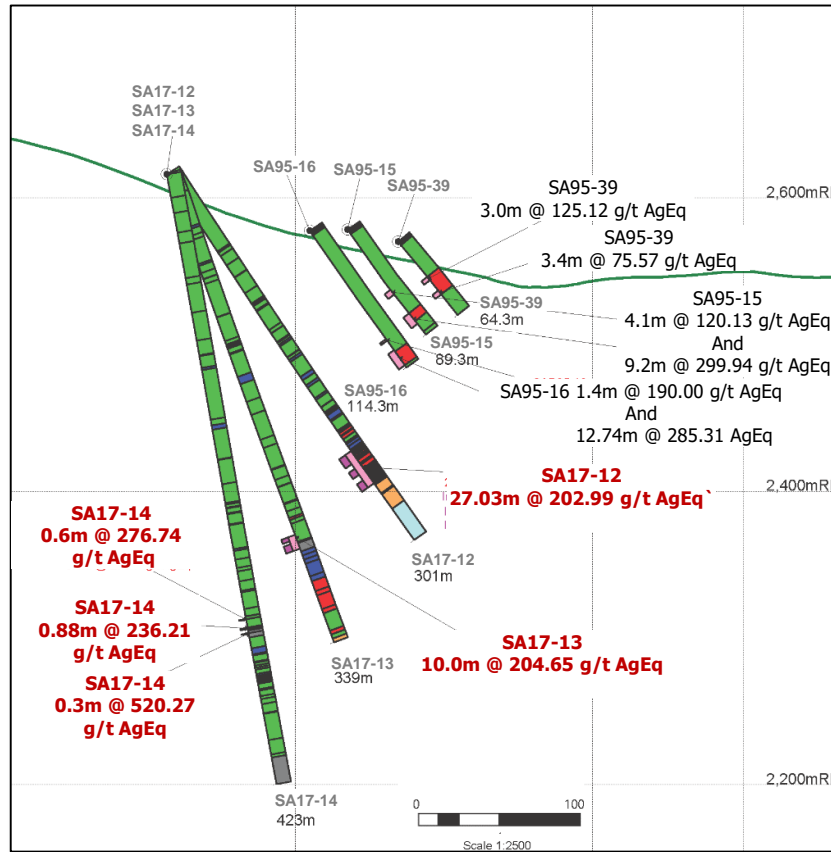 SA17-12
SA17-13
SA17-14
SA95-16
SA95-15
SA95-39
2,600mR
SA95-39
3.0m @ 125.12 g/t AgEq
SA95-39
3.4m @ 75.57 g/t AgEq
SA95-39
64.3m
SA95-15
89.3m
SA95-15
4.1m @ 120.13 g/t AgEq
And
9.2m @ 299.94 g/t AgEq
SA95-16
114.3m
SA95-16 1.4m @ 190.00 g/t AgEq
And
12.74m @ 285.31 AgEq
SA17-12
27.03m @ 202.99 g/t AgEq`
2,400mR
SA17-12
301m
SA17-14
0.6m @ 276.74
g/t AgEq
SA17-14
0.88m @ 236.21
g/t AgEq
SA17-14
0.3m @ 520.27
g/t AgEq
SA17-13
10.0m @ 204.65 g/t AgEq
SA17-13
339m
2,200mR
SA17-14
423m
0 100
Scale 1:2500